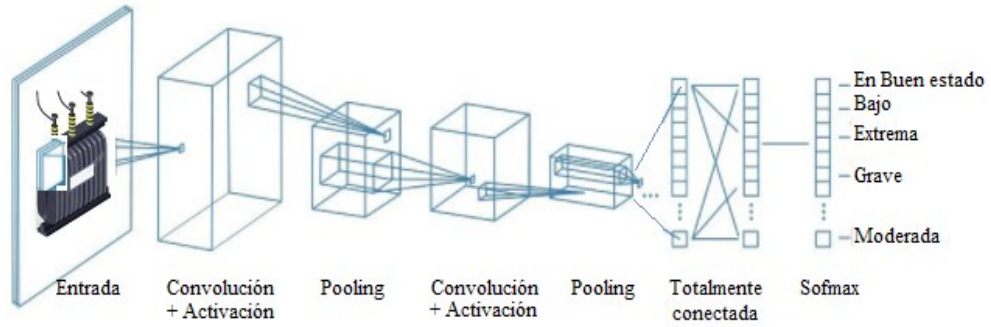 En Buen estado
Bajo
Extrema
Grave
Moderada
Entrada
Convolución
+ Activación
Pooling
Convolución
+ Activación
Pooling
Totalmente
conectada
Sofmax